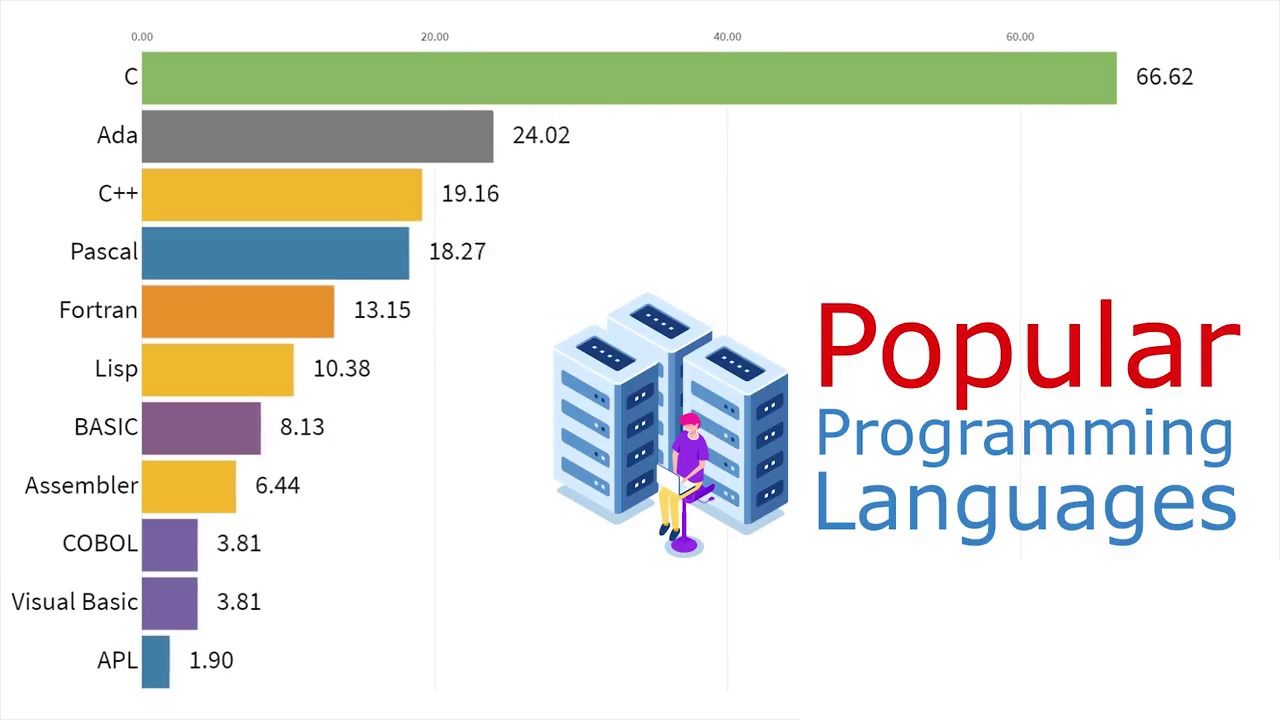 0.00 20.00 40.00 60.00
C 66.62
Ada 24.02
C++ 19.16
Pascal 18.27
Fortran 13.15
Lisp 10.38
BASIC 8.13
Assembler 6.44
COBOL 3.81
Visual Basic 3.81
APL 1.90
Popular
Programming
Languages